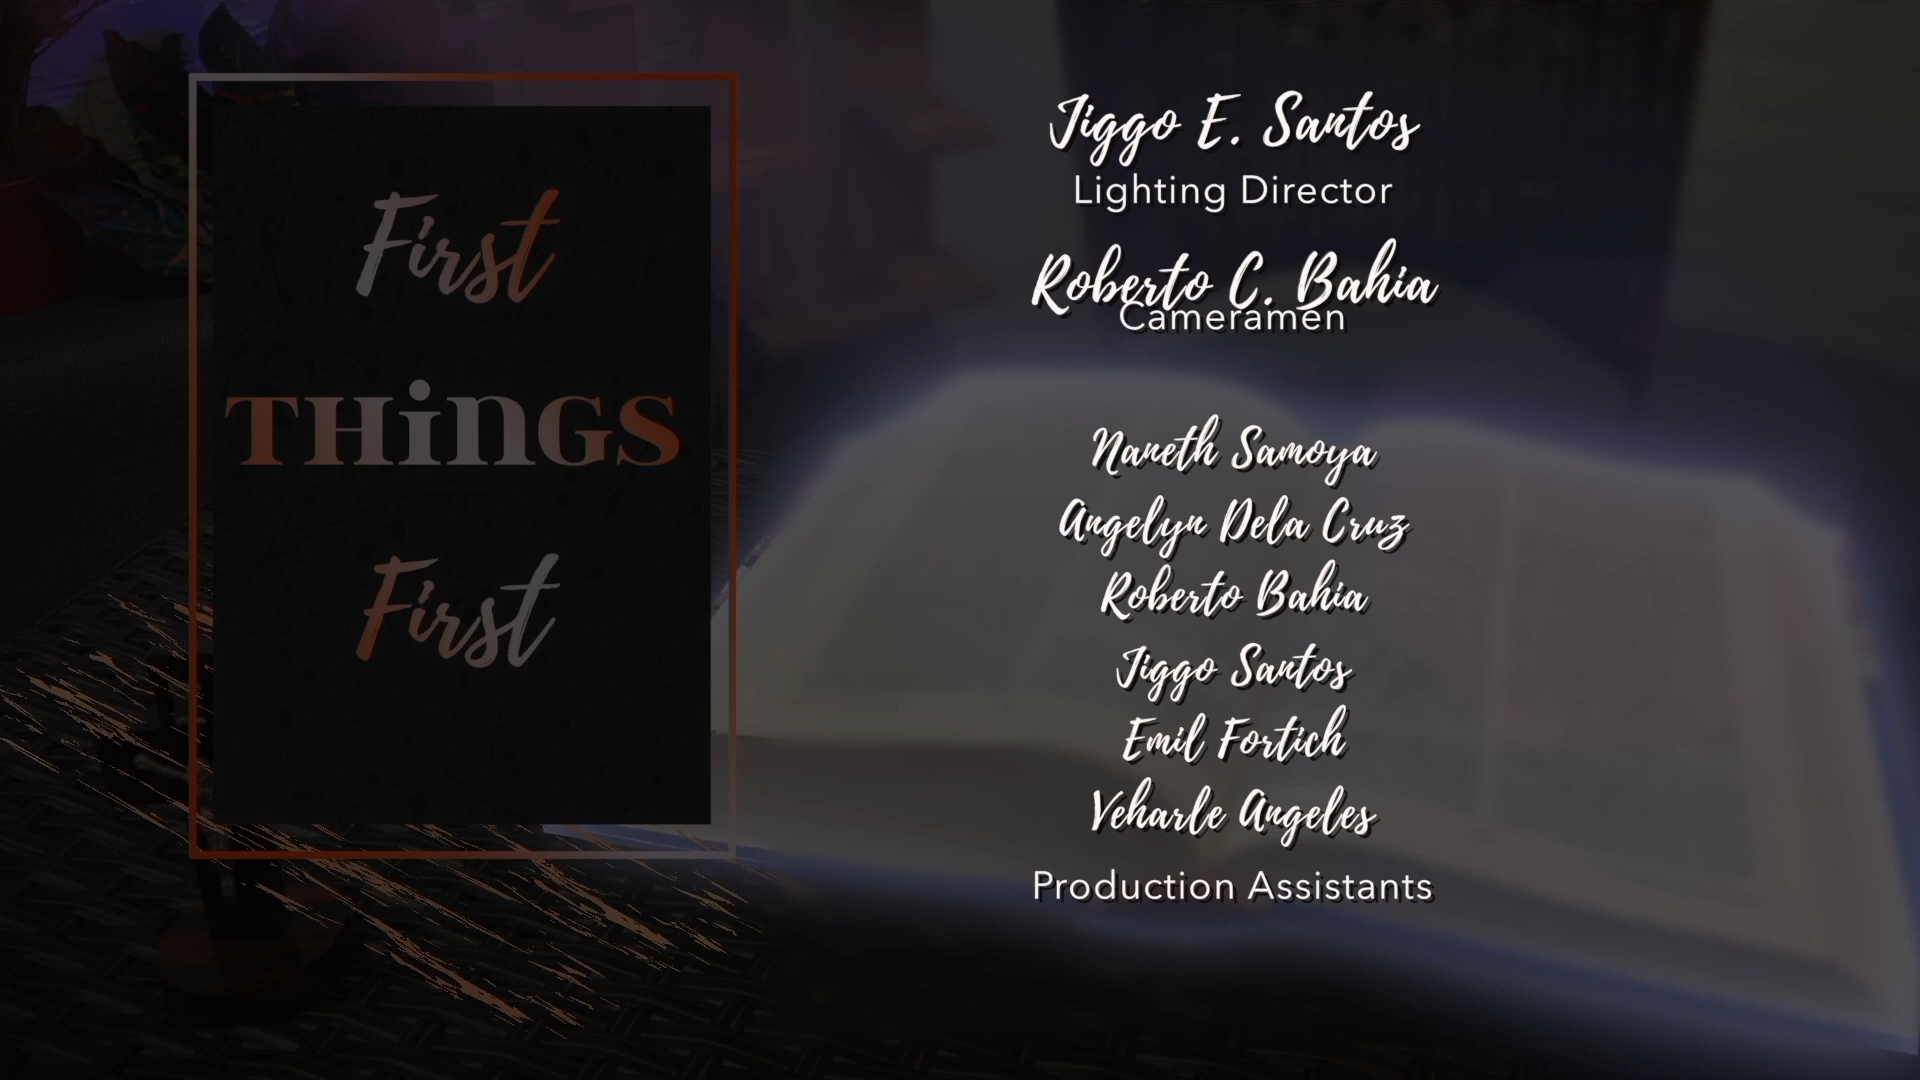 First
THiNGS
First
Jiggo E. Santos
Lighting Director
Roberto C. Bahia
Cameramen
Naneth Samoya
Angelyn Dela Cruz
Roberto Bahia
Jiggo Santos
Emil Fortich
Veharle Angeles
Production Assistants